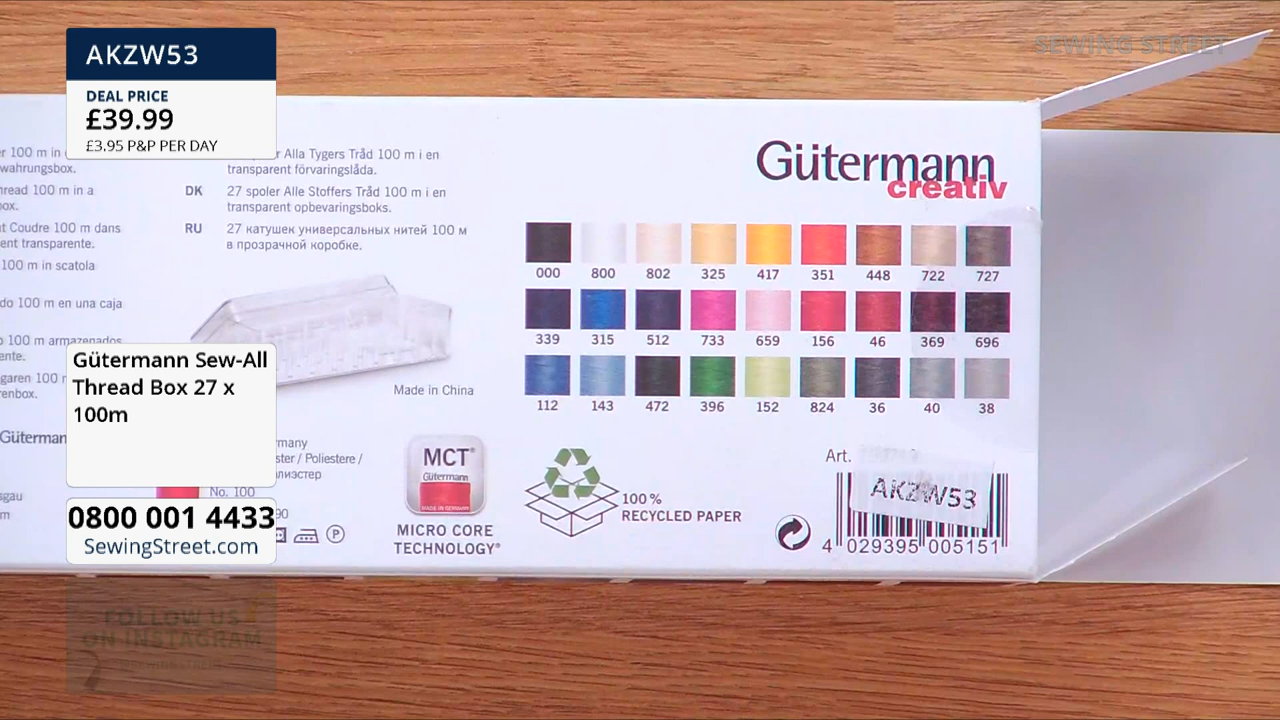 AKZW53
DEAL PRICE
£39.99
£3.95 P&P PER DAY
SEWING STREET
er 100 m in
wahrungsbox.
hread 100 m in a
box.
Coudre 100 m dans
ent transparente.
100 m in scatola
do 100 m en una caja
100 m armazenados
ente.
garen 100
enbox.
Alla Tygers Tråd 100 m i en
transparent förvaringslåda.
DK
27 spoler Alle Stoffers Tråd 100 m i en
transparent opbevaringsboks.
RU
27 катушек универсальных нитей 100 м
в прозрачной коробке.
Made in China
Gütermann
creativ
000 800 802 325 417 351 448 722 727
339 315 512 733 659 156 46 369 696
112 143 472 396 152 824 36 40 38
Gütermann Sew-All
Thread Box 27 x
100m
Gütermann
rmany
ster / Poliestere /
лиэстер
No. 100
90
sgau
P
MCT®
Gütermann
MADE IN GERMANY
MICRO CORE
TECHNOLOGY®
100 %
RECYCLED PAPER
Art.
AKZW53
4 029395 005151
0800 001 4433
SewingStreet.com
FOLLOW US
ON INSTAGRAM